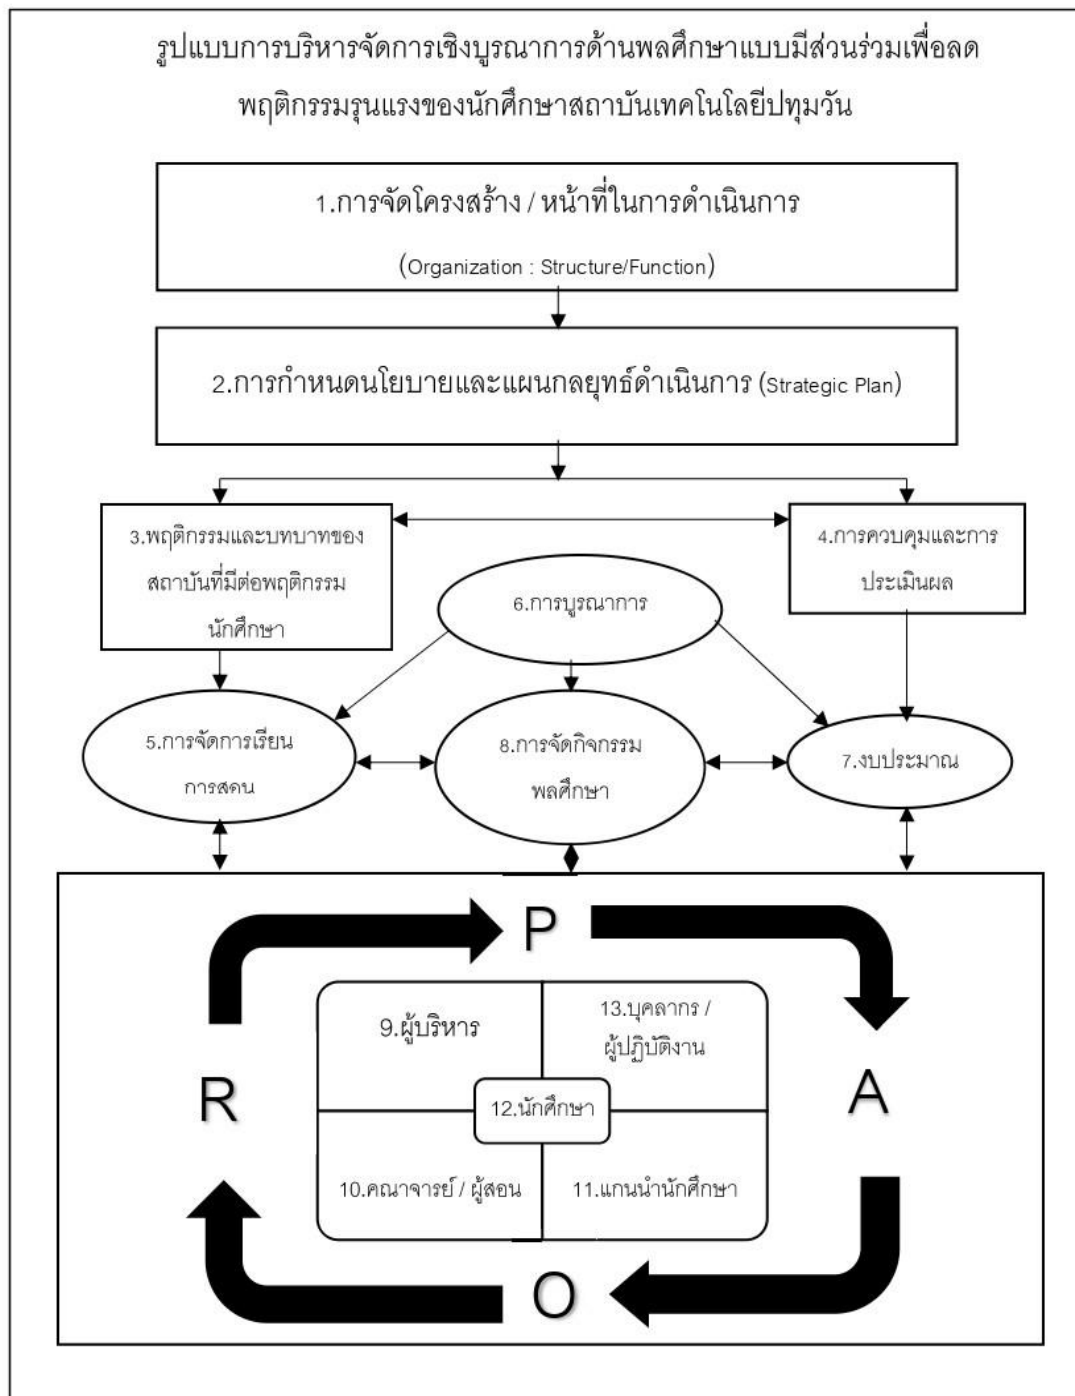 รูปแบบการบริหารจัดการเชิงบูรณาการด้านพลศึกษาแบบมีส่วนร่วมเพื่อลด
พฤติกรรมรุนแรงของนักศึกษาสถาบันเทคโนโลยีปทุมวัน
1.การจัดโครงสร้าง / หน้าที่ในการดำเนินการ
(Organization : Structure/Function)
2.การกำหนดนโยบายและแผนกลยุทธ์ดำเนินการ (Strategic Plan)
3.พฤติกรรมและบทบาทของ
สถาบันที่มีต่อพฤติกรรม
นักศึกษา
4.การควบคุมและการ
ประเมินผล
6.การบูรณาการ
5.การจัดการเรียน
การสอน
8.การจัดกิจกรรม
พลศึกษา
7.งบประมาณ
P
9.ผู้บริหาร
13.บุคลากร /
ผู้ปฏิบัติงาน
R
12.นักศึกษา
A
10.คณาจารย์ / ผู้สอน
11.แกนนำนักศึกษา
O